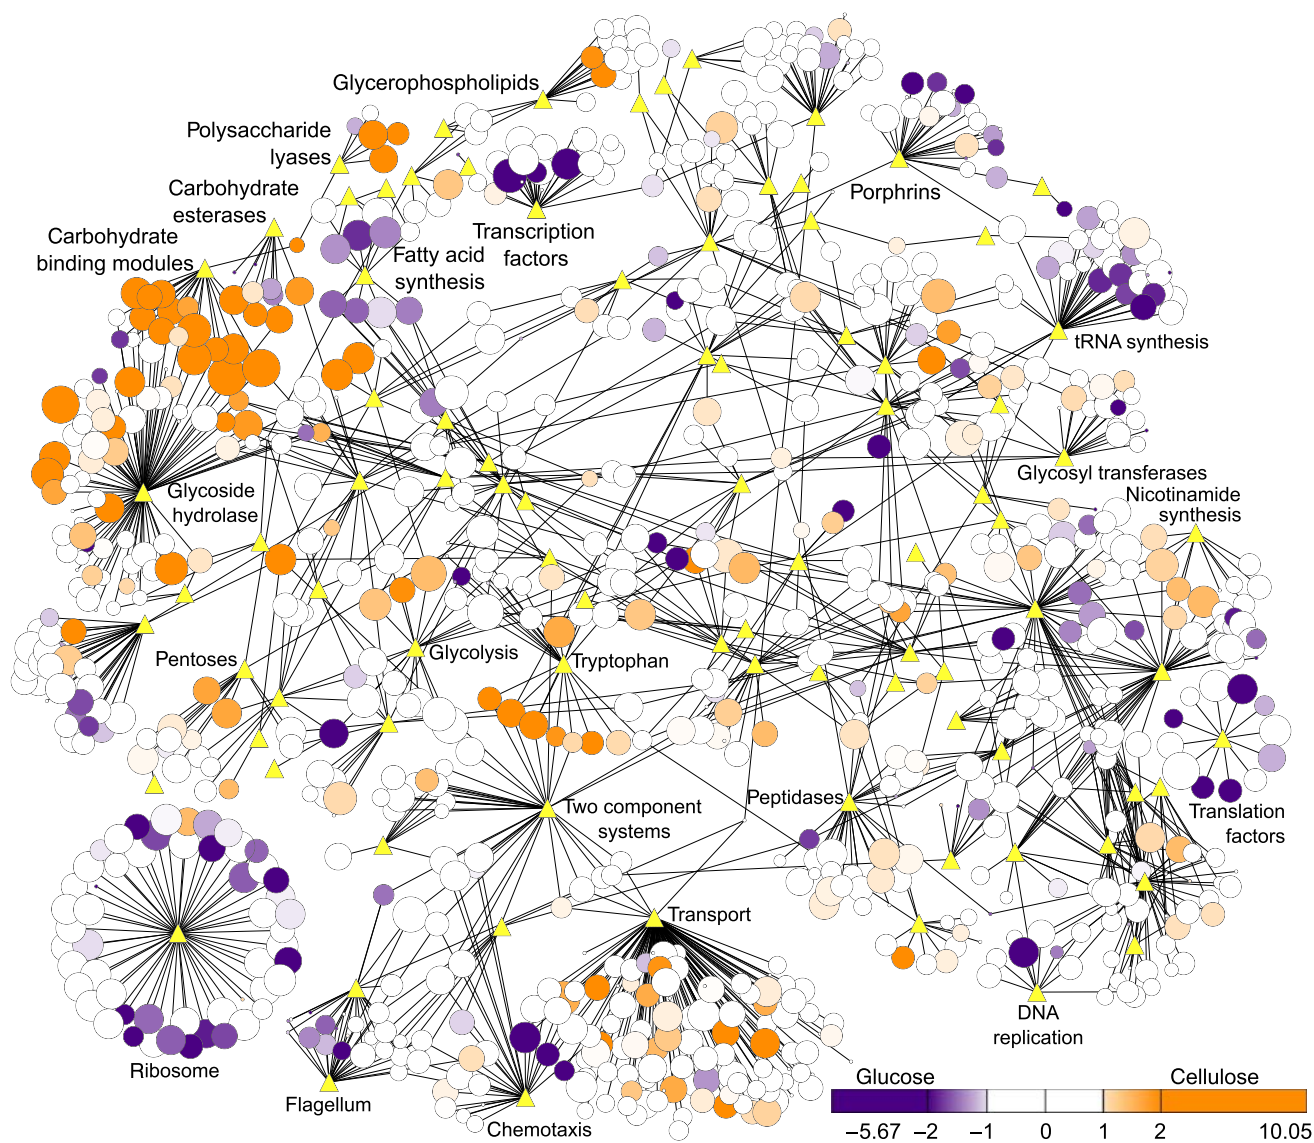 Glycerophospholipids
Polysaccharide
lyases
Carbohydrate
esterases
Carbohydrate
binding modules
Fatty acid
synthesis
Transcription
factors
Porphrins
tRNA synthesis
Glycosyl transferases
Nicotinamide
synthesis
Glycoside
hydrolase
Pentoses
Glycolysis
Tryptophan
Two component
systems
Peptidases
Translation
factors
Transport
Ribosome
Flagellum
Chemotaxis
DNA
replication
Glucose
Cellulose
–5.67 –2 –1 0 1 2 10.05